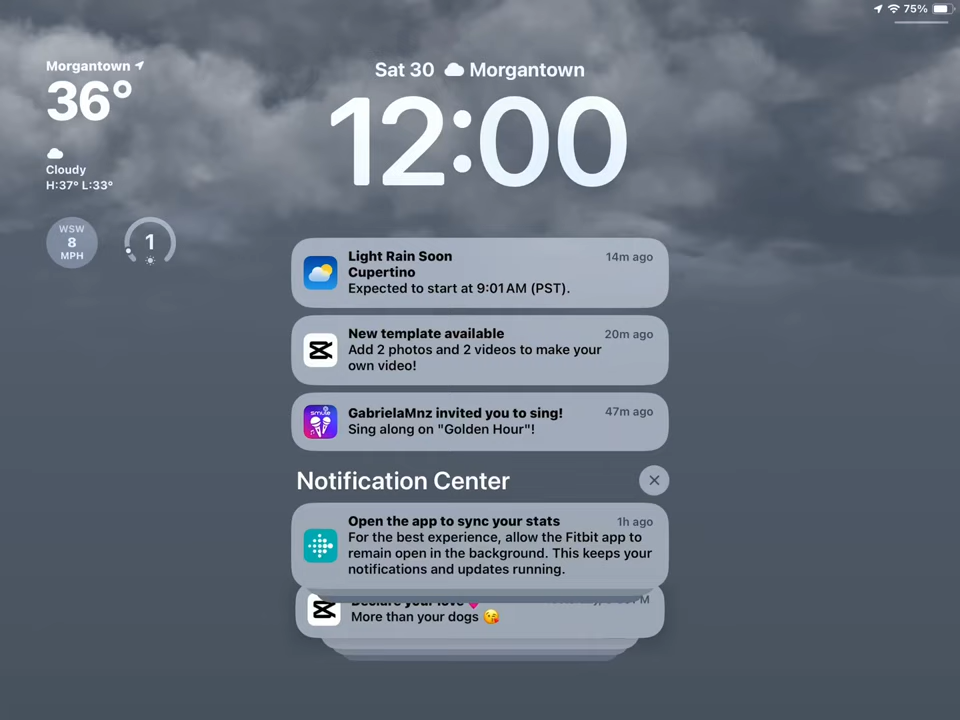 75%
Morgantown
36°
Cloudy
H:37° L:33°
WSW
8
MPH
1
Sat 30 Morgantown
12:00
Light Rain Soon 14m ago
Cupertino
Expected to start at 9:01 AM (PST).
New template available 20m ago
Add 2 photos and 2 videos to make your
own video!
smule
GabrielaMnz invited you to sing! 47m ago
Sing along on "Golden Hour"!
Notification Center
Open the app to sync your stats 1h ago
For the best experience, allow the Fitbit app to
remain open in the background. This keeps your
notifications and updates running.
Declare your love 💗
More than your dogs 😘